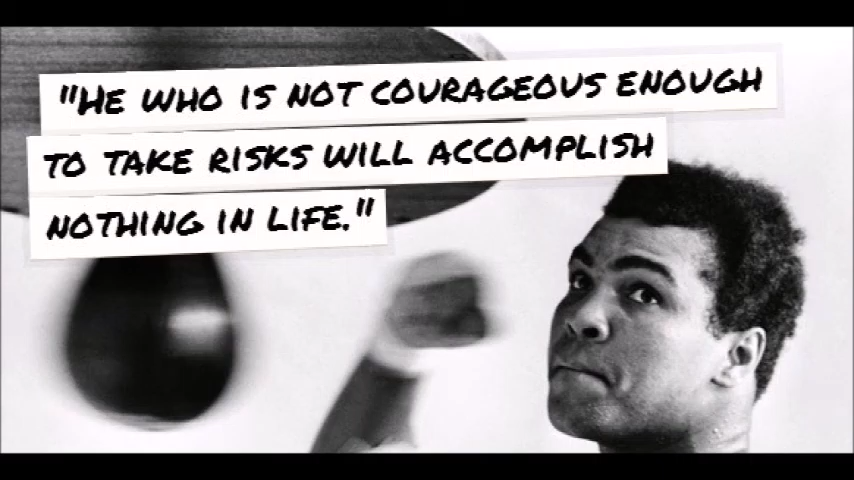 "HE WHO IS NOT COURAGEOUS ENOUGH
TO TAKE RISKS WILL ACCOMPLISH
NOTHING IN LIFE."